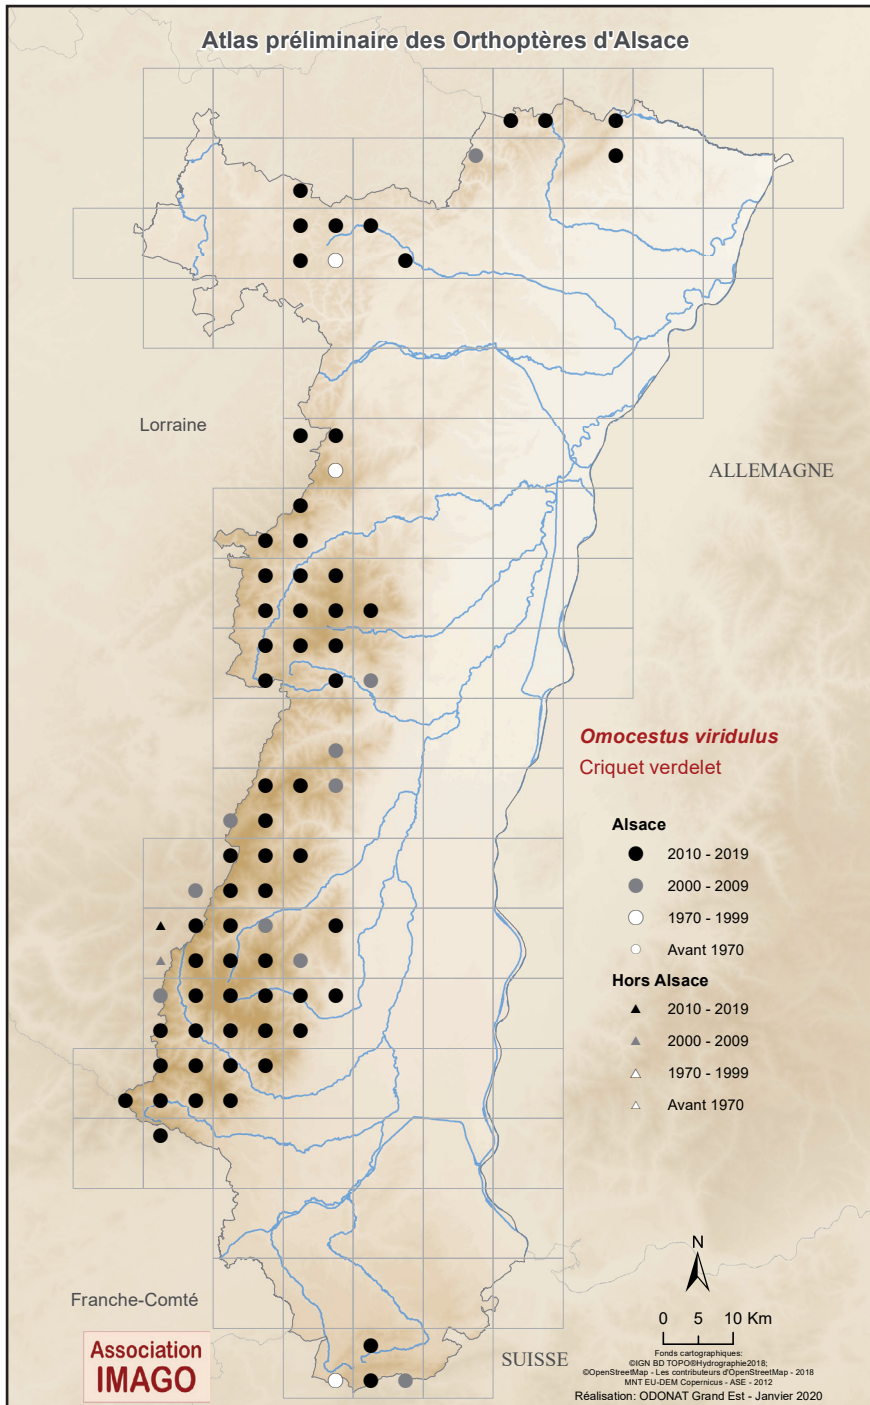 Atlas préliminaire des Orthoptères d'Alsace
Lorraine
ALLEMAGNE
Omocestus viridulus
Criquet verdelet
Alsace
2010 - 2019
2000 - 2009
1970 - 1999
Avant 1970
Hors Alsace
2010 - 2019
2000 - 2009
1970 - 1999
Avant 1970
N
Franche-Comté
0 5 10 Km
Association
IMAGO
SUISSE
Fonds cartographiques:
©IGN BD TOPO®Hydrographie2018;
©OpenStreetMap - Les contributeurs d'OpenStreetMap - 2018
MNT EU-DEM Copernicus - ASE - 2012
Réalisation: ODONAT Grand Est - Janvier 2020